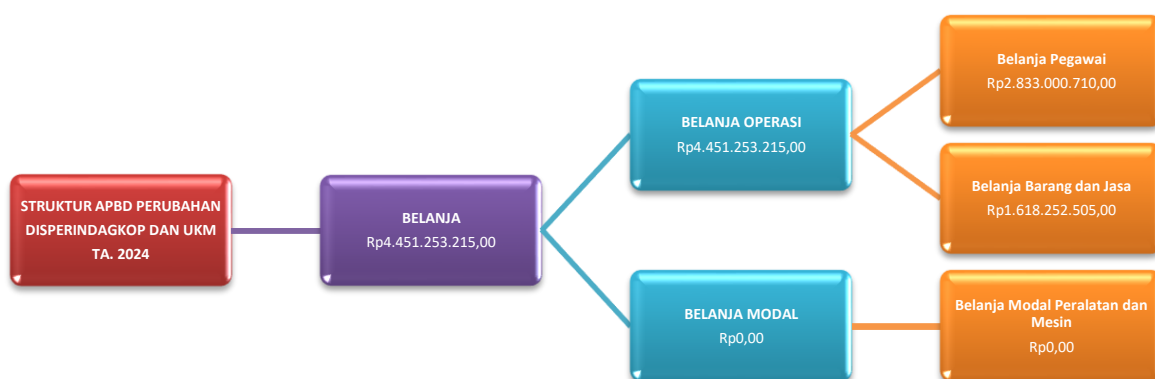 STRUKTUR APBD PERUBAHAN
DISPERINDAGKOP DAN UKM
TA. 2024
BELANJA
Rp4.451.253.215,00
BELANJA OPERASI
Rp4.451.253.215,00
Belanja Pegawai
Rp2.833.000.710,00
Belanja Barang dan Jasa
Rp1.618.252.505,00
BELANJA MODAL
Rp0,00
Belanja Modal Peralatan dan
Mesin
Rp0,00